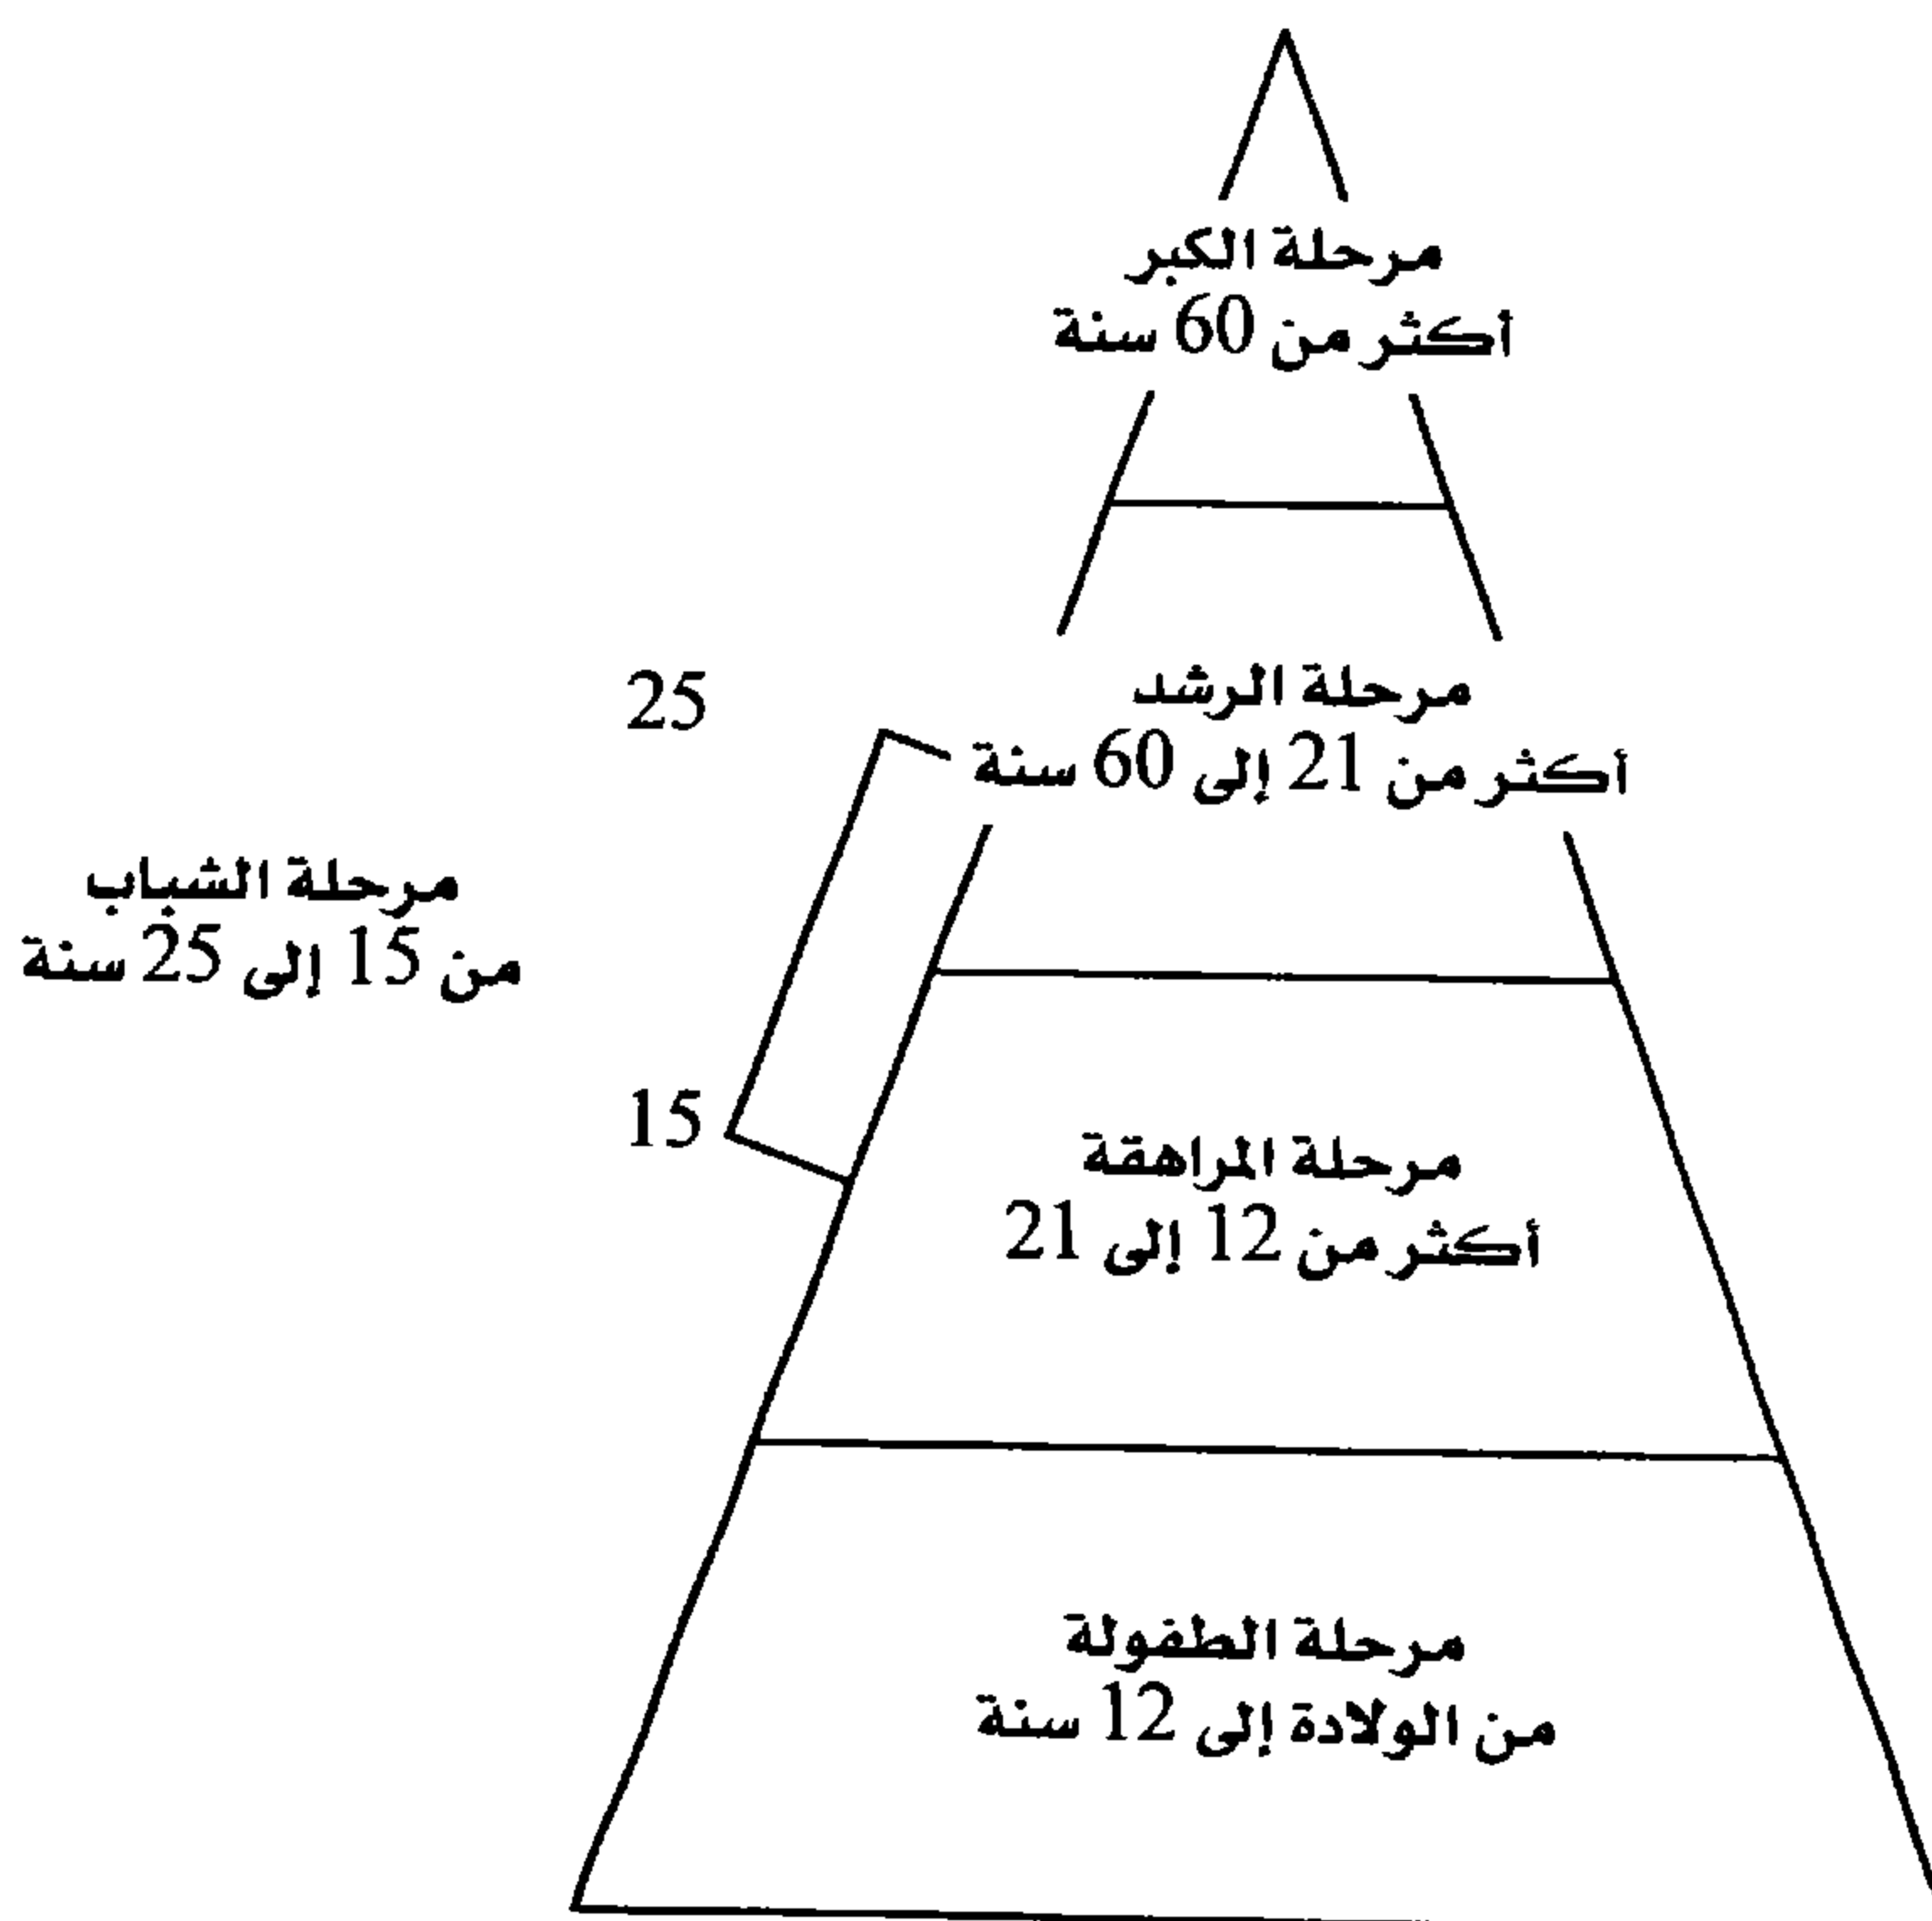 مرحلة الكبر
أكثر من 60 سنة
25
مرحلة الرشد
أكثر من 21 إلى 60 سنة
مرحلة الشباب
من 15 إلى 25 سنة
15
مرحلة المراهقة
أكثر من 12 إلى 21
مرحلة الطفولة
من الولادة إلى 12 سنة